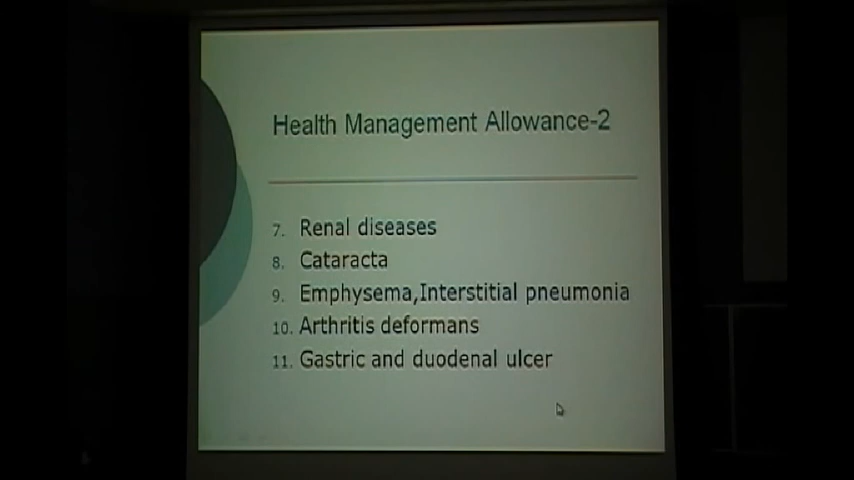 Health Management Allowance-2
7. Renal diseases
8. Cataracta
9. Emphysema,Interstitial pneumonia
10. Arthritis deformans
11. Gastric and duodenal ulcer